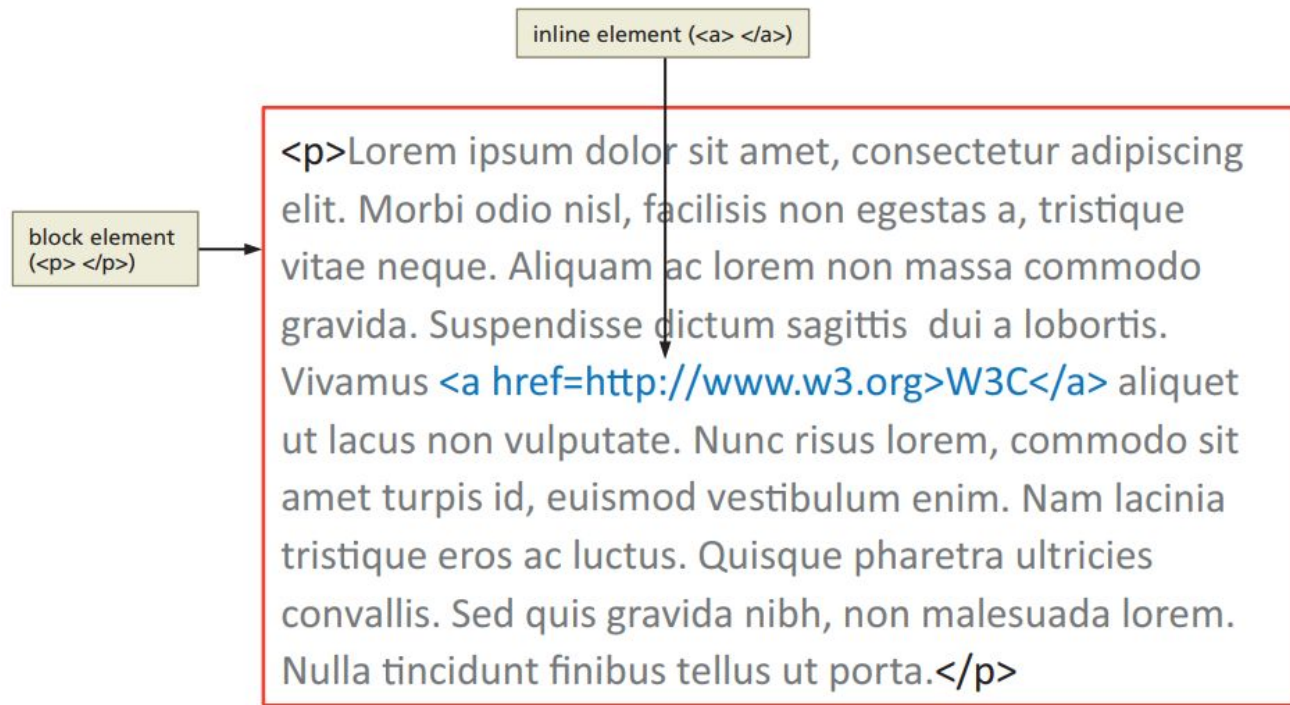 inline element (<a> </a>)
<p>Lorem ipsum dolor sit amet, consectetur adipiscing
elit. Morbi odio nisl, facilisis non egestas a, tristique
block element
(<p> </p>)
vitae neque. Aliquam ac lorem non massa commodo
gravida. Suspendisse dictum sagittis dui a lobortis.
Vivamus <a href=http://www.w3.org>W3C</a> aliquet
ut lacus non vulputate. Nunc risus lorem, commodo sit
amet turpis id, euismod vestibulum enim. Nam lacinia
tristique eros ac luctus. Quisque pharetra ultricies
convallis. Sed quis gravida nibh, non malesuada lorem.
Nulla tincidunt finibus tellus ut porta.</p>